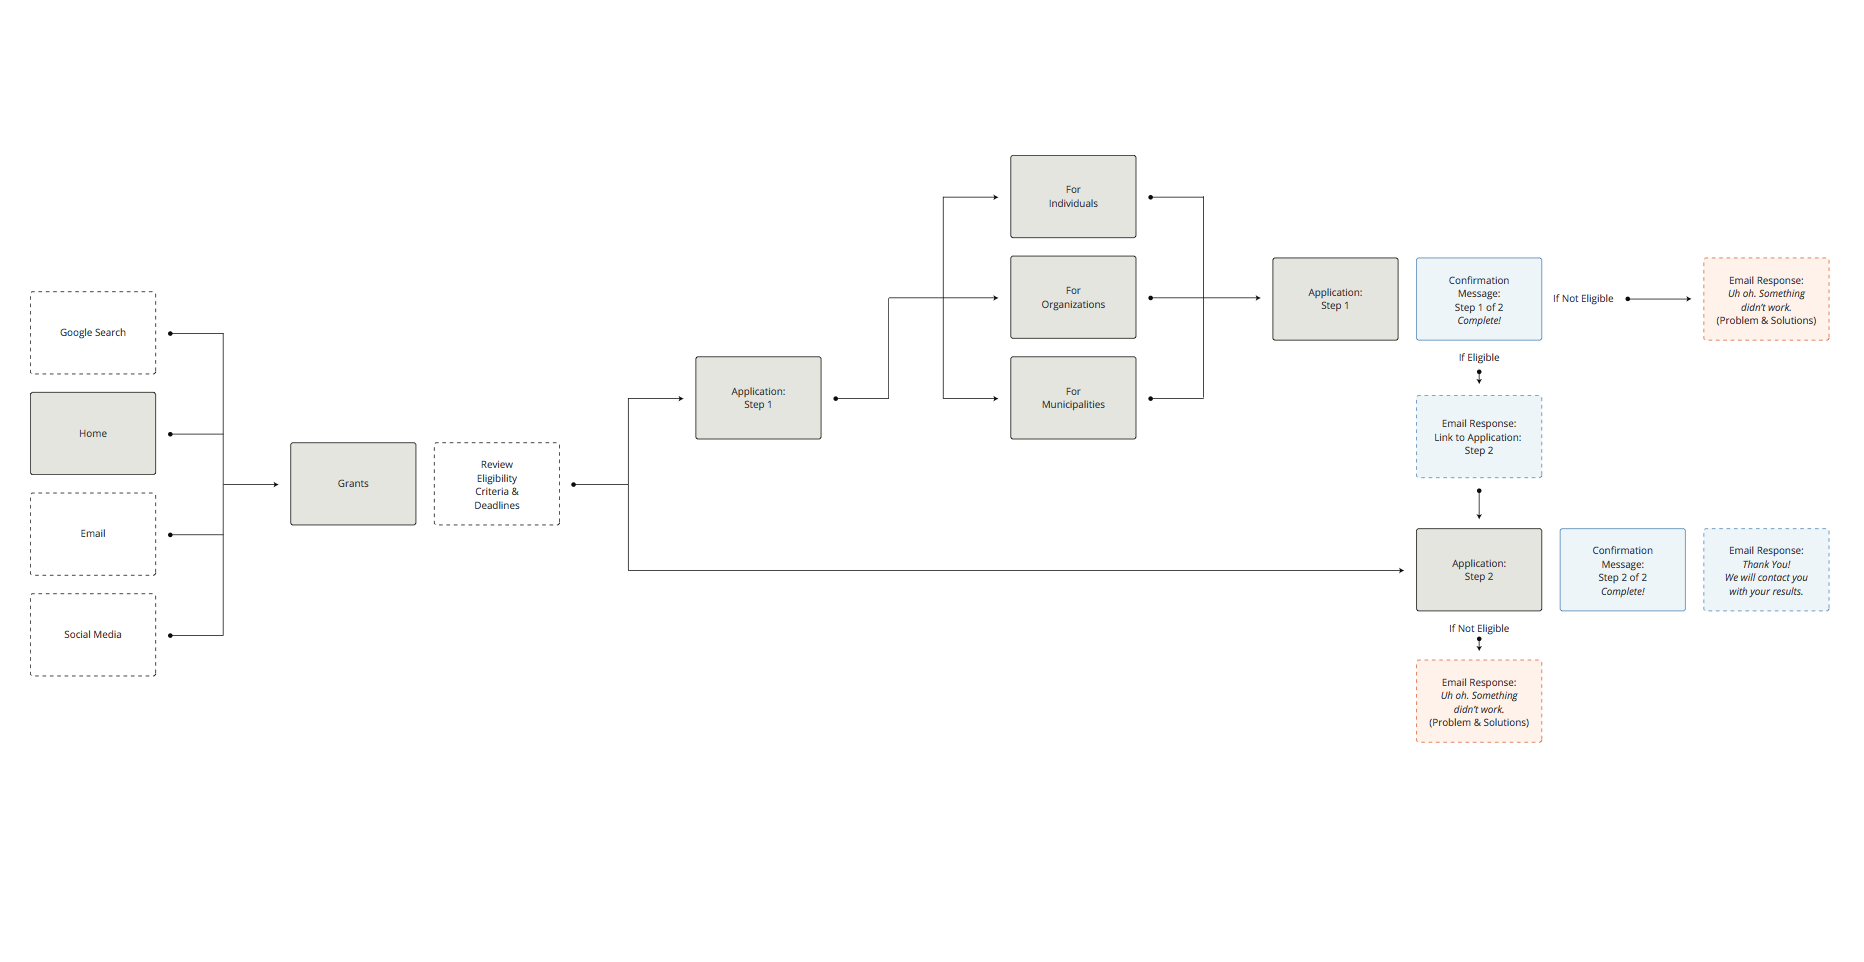 Google Search
Home
Email
Social Media
Grants
Review
Eligibility
Criteria &
Deadlines
Application:
Step 1
For
Individuals
For
Organizations
For
Municipalities
Application:
Step 1
Confirmation
Message:
Step 1 of 2
Complete!
If Not Eligible
Email Response:
Uh oh. Something
didn’t work.
(Problem & Solutions)
If Eligible
Email Response:
Link to Application:
Step 2
Application:
Step 2
Confirmation
Message:
Step 2 of 2
Complete!
Email Response:
Thank You!
We will contact you
with your results.
If Not Eligible
Email Response:
Uh oh. Something
didn’t work.
(Problem & Solutions)